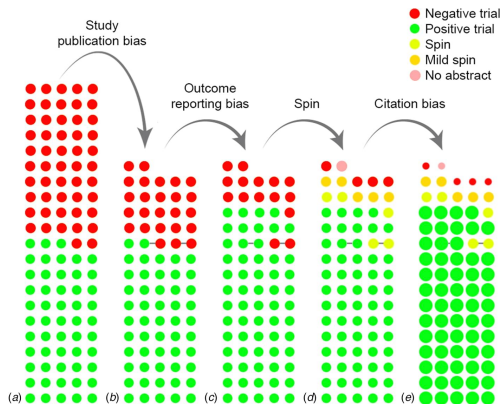 Negative trial
Positive trial
Spin
Mild spin
No abstract
Study
publication bias
Outcome
reporting bias
Spin
Citation bias
(a)
(b)
(c)
(d)
(e)